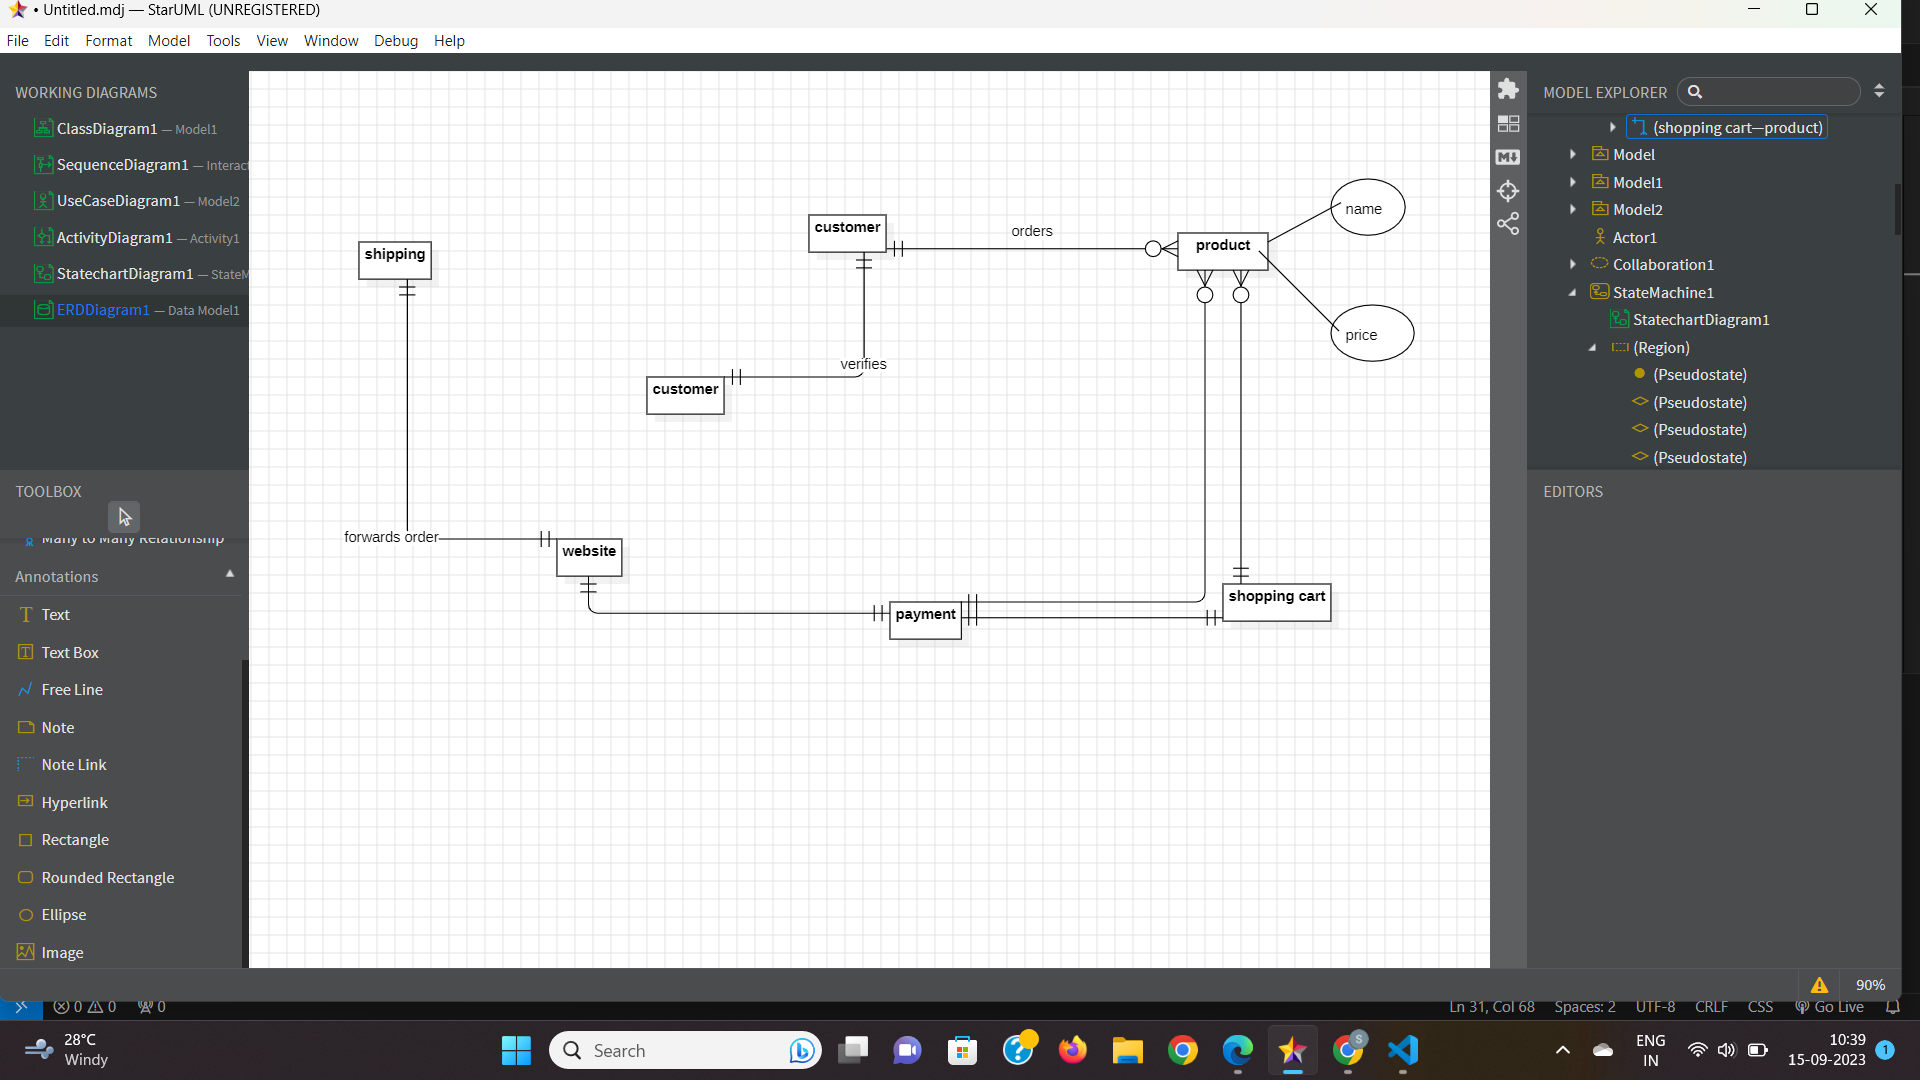 • Untitled.mdj — StarUML (UNREGISTERED)
File Edit Format Model Tools View Window Debug Help
WORKING DIAGRAMS
ClassDiagram1 — Model1
SequenceDiagram1 — Interac
UseCaseDiagram1 — Model2
ActivityDiagram1 — Activity1
StatechartDiagram1 — StateM
ERDDiagram1 — Data Model1
TOOLBOX
Many to Many Relationship
Annotations
Text
Text Box
Free Line
Note
Note Link
Hyperlink
Rectangle
Rounded Rectangle
Ellipse
Image
shipping
customer
orders
product
name
price
verifies
customer
forwards order
website
payment
shopping cart
MODEL EXPLORER
(shopping cart—product)
Model
Model1
Model2
Actor1
Collaboration1
StateMachine1
StatechartDiagram1
(Region)
(Pseudostate)
(Pseudostate)
(Pseudostate)
(Pseudostate)
EDITORS
90%
0 0 0
Ln 31, Col 68 Spaces: 2 UTF-8 CRLF CSS Go Live
28°C
Windy
Search
ENG
IN
10:39
15-09-2023
1